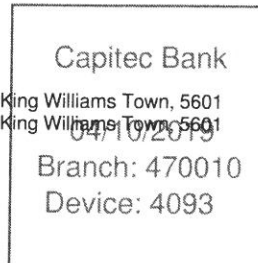 Capitec Bank
King Williams Town, 5601
King Williams Town, 5601
04/10/2019
Branch: 470010
Device: 4093